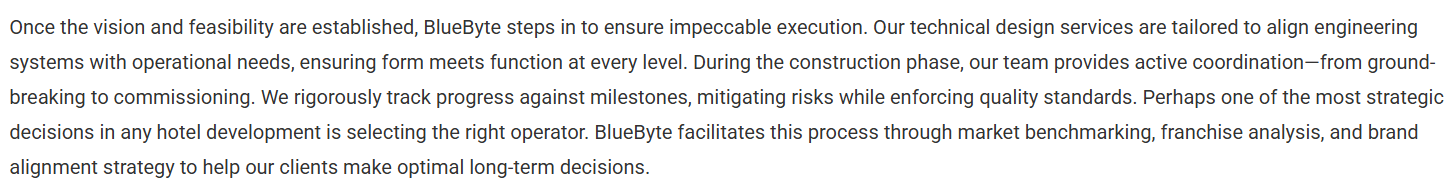 Once the vision and feasibility are established, BlueByte steps in to ensure impeccable execution. Our technical design services are tailored to align engineering
systems with operational needs, ensuring form meets function at every level. During the construction phase, our team provides active coordination—from ground-
breaking to commissioning. We rigorously track progress against milestones, mitigating risks while enforcing quality standards. Perhaps one of the most strategic
decisions in any hotel development is selecting the right operator. BlueByte facilitates this process through market benchmarking, franchise analysis, and brand
alignment strategy to help our clients make optimal long-term decisions.